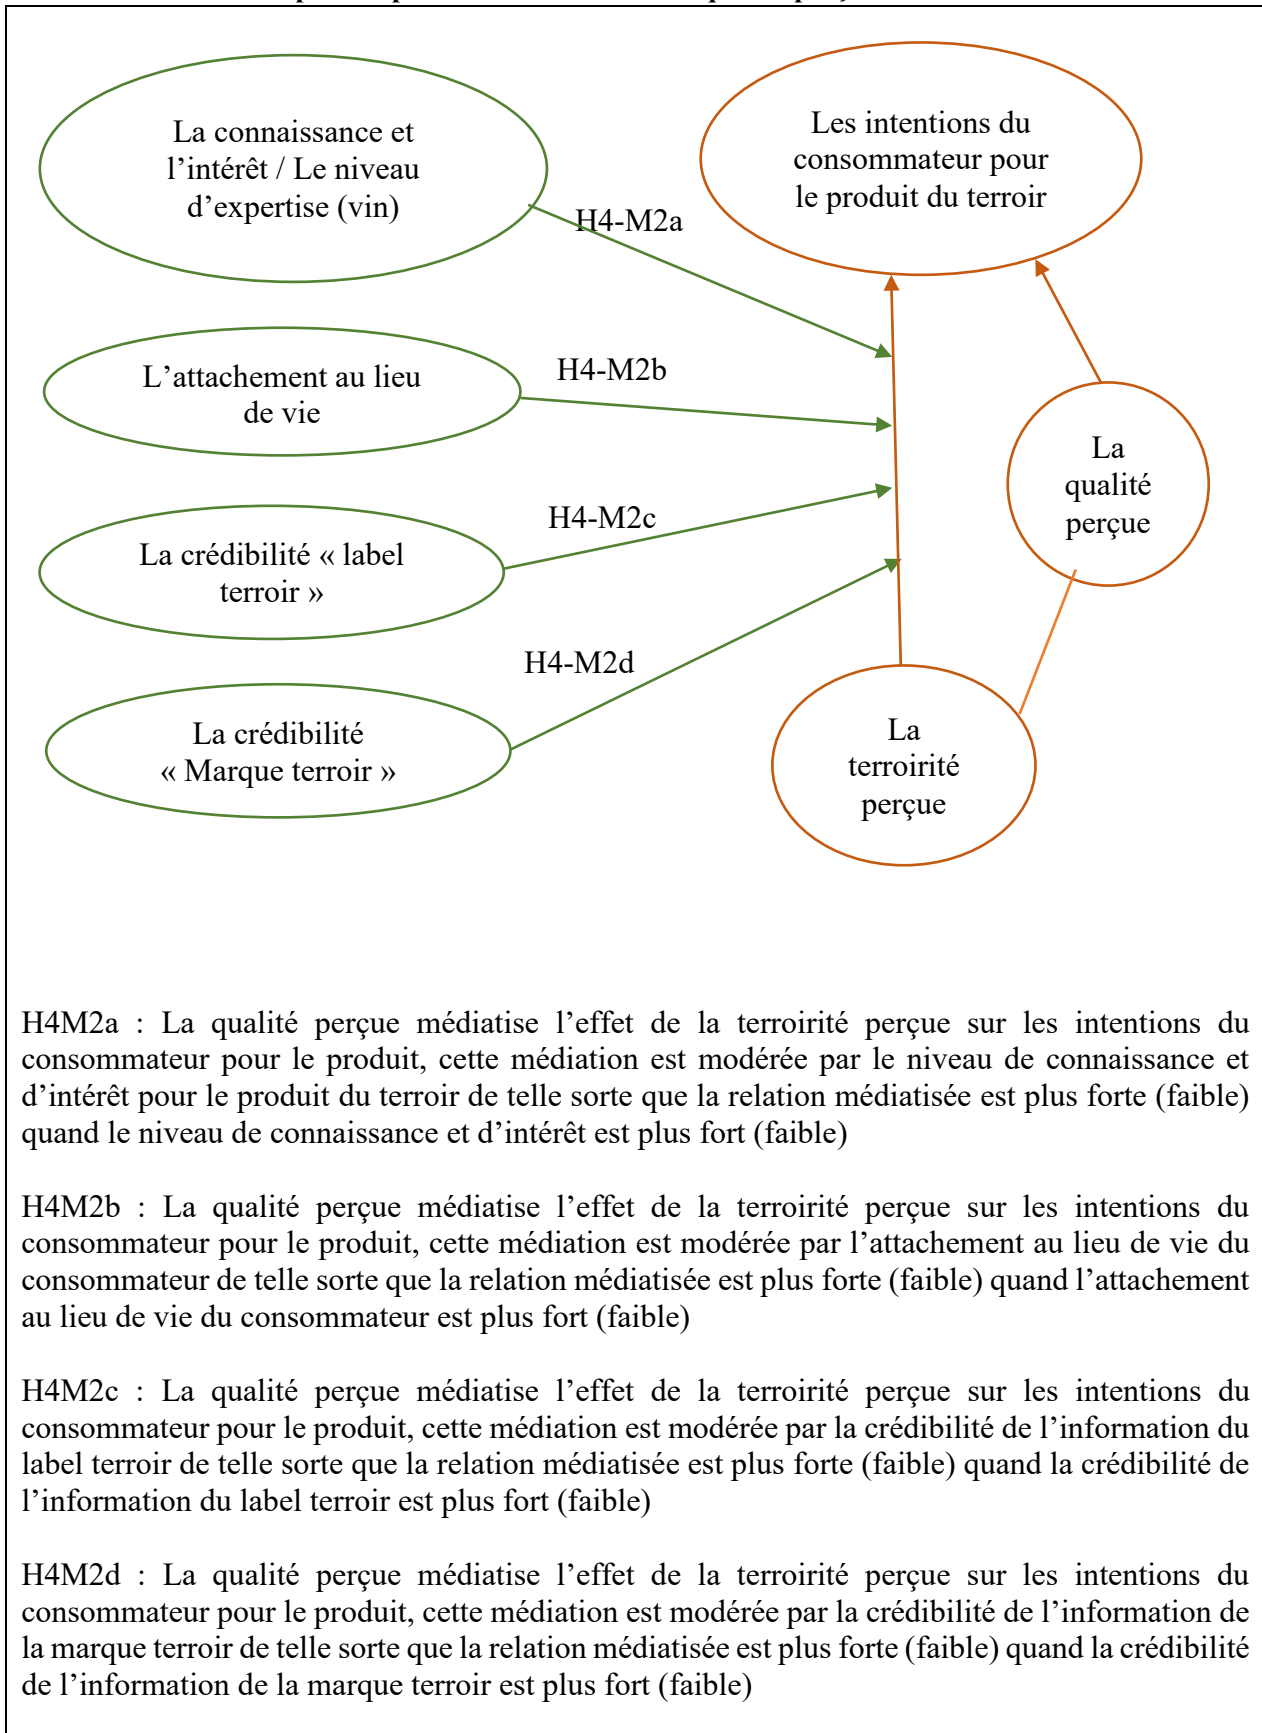 La connaissance et
l’intérêt / Le niveau
d’expertise (vin)
Les intentions du
consommateur pour
le produit du terroir
H4-M2a
L’attachement au lieu
de vie
H4-M2b
La
qualité
perçue
La crédibilité « label
terroir »
H4-M2c
H4-M2d
La crédibilité
« Marque terroir »
La
terroirité
perçue
H4M2a : La qualité perçue médiatise l’effet de la terroirité perçue sur les intentions du
consommateur pour le produit, cette médiation est modérée par le niveau de connaissance et
d’intérêt pour le produit du terroir de telle sorte que la relation médiatisée est plus forte (faible)
quand le niveau de connaissance et d’intérêt est plus fort (faible)
H4M2b : La qualité perçue médiatise l’effet de la terroirité perçue sur les intentions du
consommateur pour le produit, cette médiation est modérée par l’attachement au lieu de vie du
consommateur de telle sorte que la relation médiatisée est plus forte (faible) quand l’attachement
au lieu de vie du consommateur est plus fort (faible)
H4M2c : La qualité perçue médiatise l’effet de la terroirité perçue sur les intentions du
consommateur pour le produit, cette médiation est modérée par la crédibilité de l’information du
label terroir de telle sorte que la relation médiatisée est plus forte (faible) quand la crédibilité de
l’information du label terroir est plus fort (faible)
H4M2d : La qualité perçue médiatise l’effet de la terroirité perçue sur les intentions du
consommateur pour le produit, cette médiation est modérée par la crédibilité de l’information de
la marque terroir de telle sorte que la relation médiatisée est plus forte (faible) quand la crédibilité
de l’information de la marque terroir est plus fort (faible)